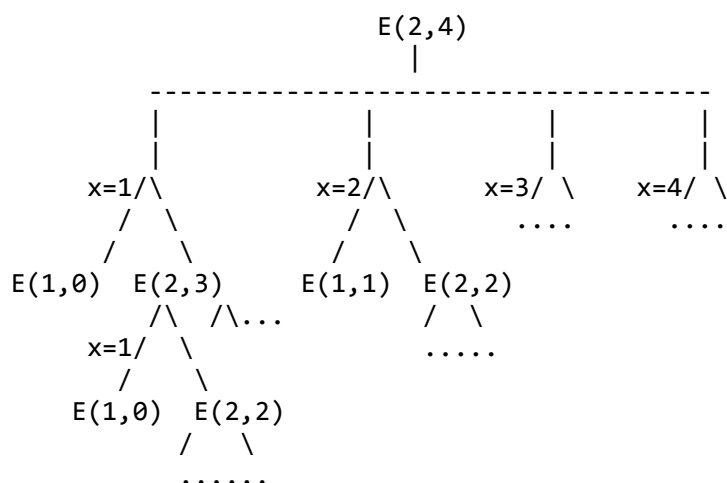 E(2,4)
|
-------------------------------------
| | | |
| | | |
x=1/\ x=2/\ x=3/ \ x=4/ \
/ \ / \ .... ....
/ \ / \
E(1,0) E(2,3) E(1,1) E(2,2)
/\ /\... / \
x=1/ \ .....
/ \
E(1,0) E(2,2)
/ \
......